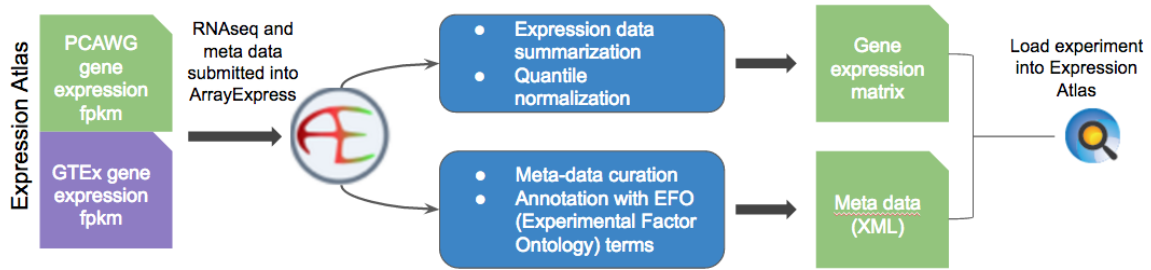 Expression Atlas
PCAWG
gene
expression
fpkm
GTEx gene
expression
fpkm
RNAseq and
meta data
submitted into
ArrayExpress
AE
● Expression data
summarization
● Quantile
normalization
● Meta-data curation
● Annotation with EFO
(Experimental Factor
Ontology) terms
Gene
expression
matrix
Meta data
(XML)
Load experiment
into Expression
Atlas